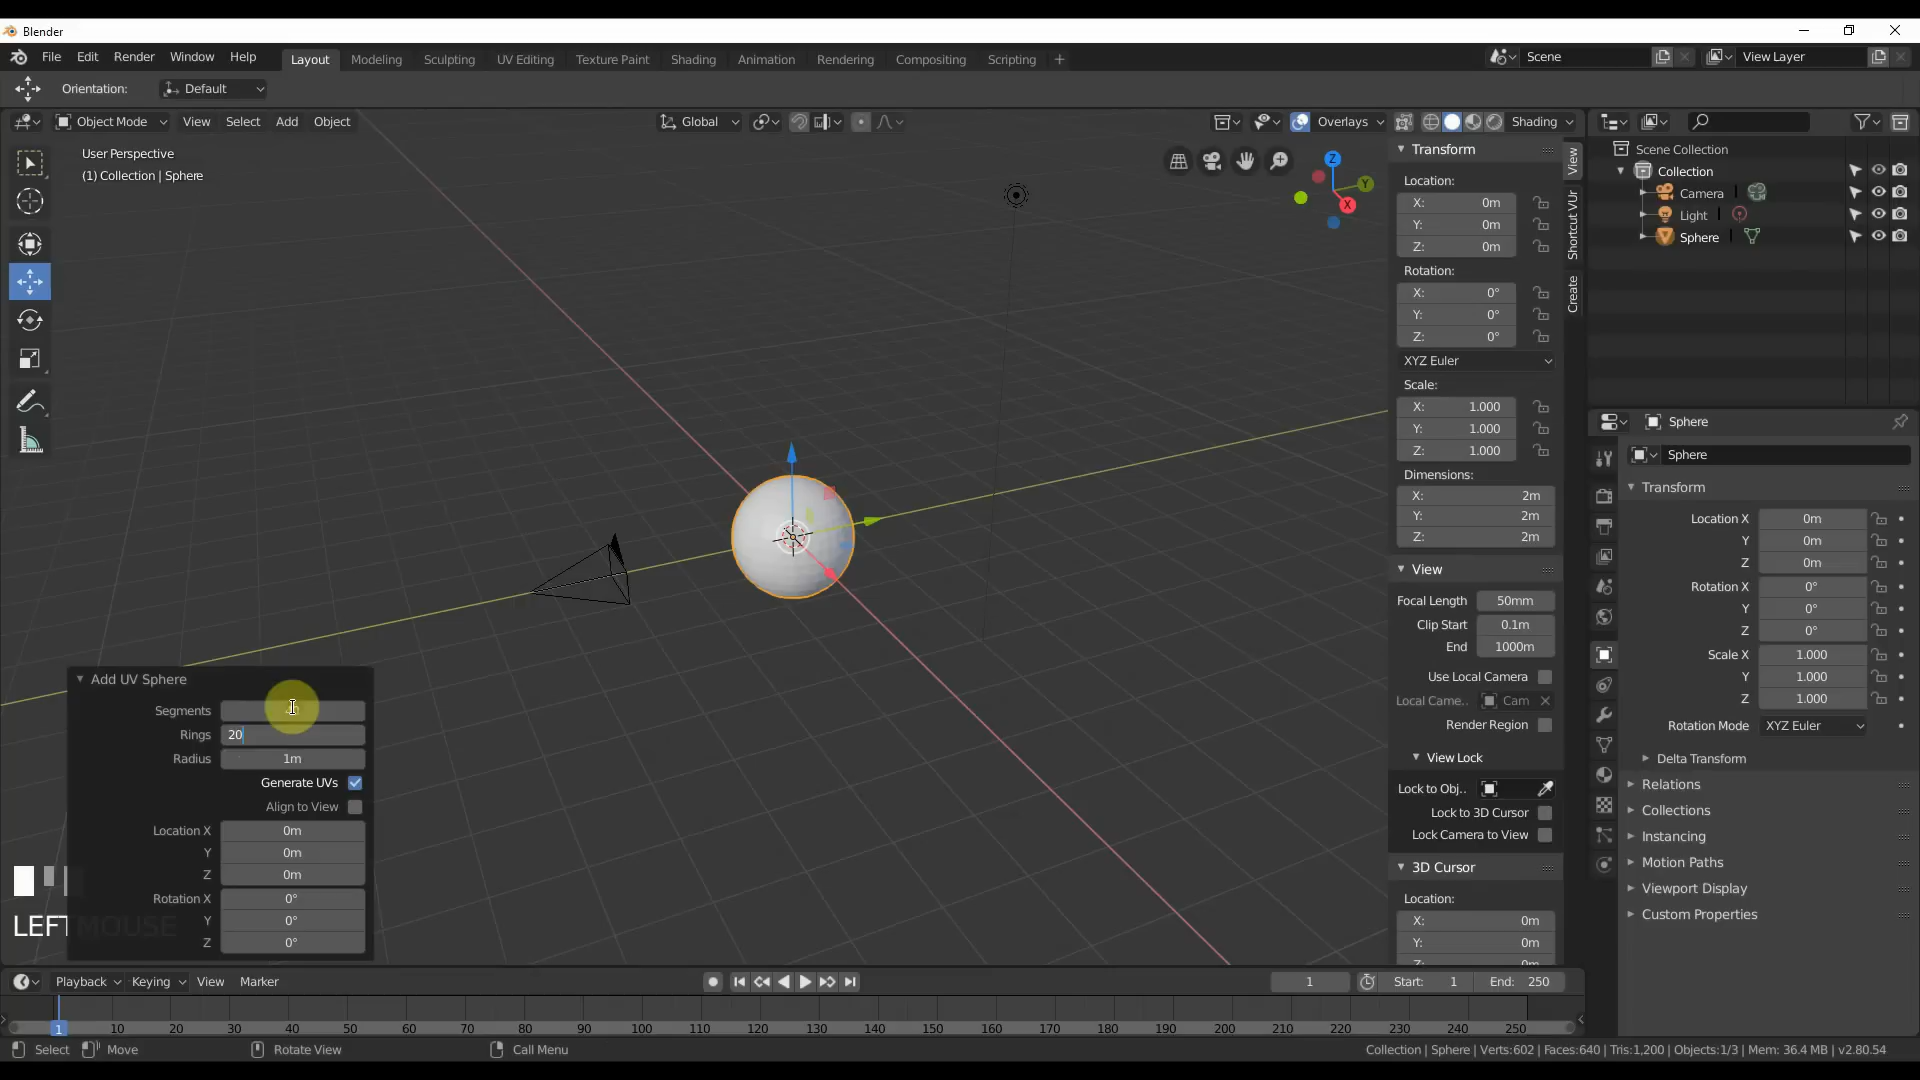 Blender
File Edit Render Window Help Layout Modeling Sculpting UV Editing Texture Paint Shading Animation Rendering Compositing Scripting + Scene View Layer
Orientation: Default
Object Mode View Select Add Object Global Overlays Shading
User Perspective
(1) Collection | Sphere
Z
Y
X
Transform
Location:
X: 0m
Y: 0m
Z: 0m
Rotation:
X: 0°
Y: 0°
Z: 0°
XYZ Euler
Scale:
X: 1.000
Y: 1.000
Z: 1.000
Dimensions:
X: 2m
Y: 2m
Z: 2m
View
Focal Length 50mm
Clip Start 0.1m
End 1000m
Use Local Camera
Local Came.. Cam
Render Region
View Lock
Lock to Obj..
Lock to 3D Cursor
Lock Camera to View
3D Cursor
Location:
X: 0m
Y: 0m
View
Shortcut VUr
Create
Scene Collection
Collection
Camera
Light
Sphere
Sphere
Sphere
Transform
Location X 0m
Y 0m
Z 0m
Rotation X 0°
Y 0°
Z 0°
Scale X 1.000
Y 1.000
Z 1.000
Rotation Mode XYZ Euler
Delta Transform
Relations
Collections
Instancing
Motion Paths
Viewport Display
Custom Properties
Add UV Sphere
Segments
Rings 20
Radius 1m
Generate UVs
Align to View
Location X 0m
Y 0m
Z 0m
Rotation X 0°
Y 0°
Z 0°
LEFTMOUSE
Playback Keying View Marker 1 Start: 1 End: 250
1 10 20 30 40 50 60 70 80 90 100 110 120 130 140 150 160 170 180 190 200 210 220 230 240 250
Select Move Rotate View Call Menu Collection | Sphere | Verts:602 | Faces:640 | Tris:1,200 | Objects:1/3 | Mem: 36.4 MB | v2.80.54